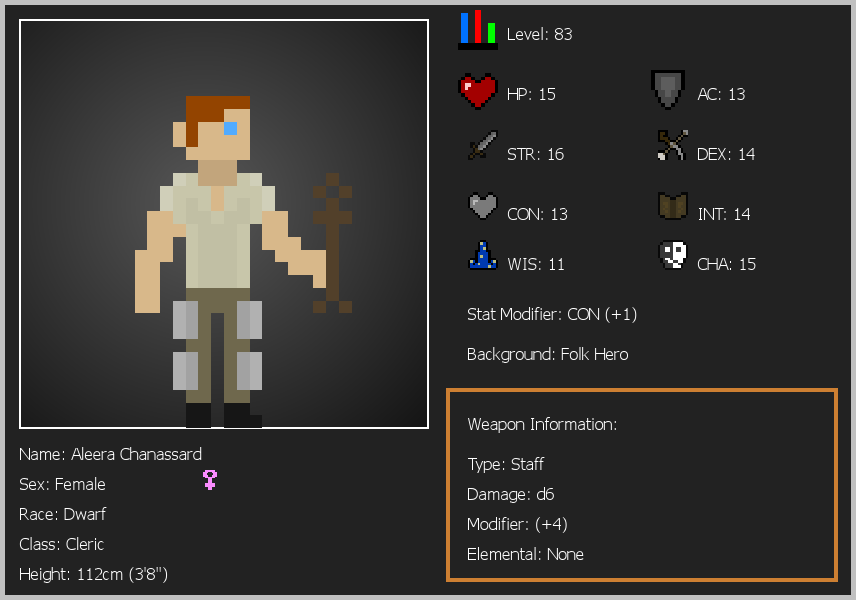 Level: 83
HP: 15
AC: 13
STR: 16
DEX: 14
CON: 13
INT: 14
WIS: 11
CHA: 15
Stat Modifier: CON (+1)
Background: Folk Hero
Weapon Information:
Type: Staff
Damage: d6
Modifier: (+4)
Elemental: None
Name: Aleera Chanassard
Sex: Female
Race: Dwarf
Class: Cleric
Height: 112cm (3'8")